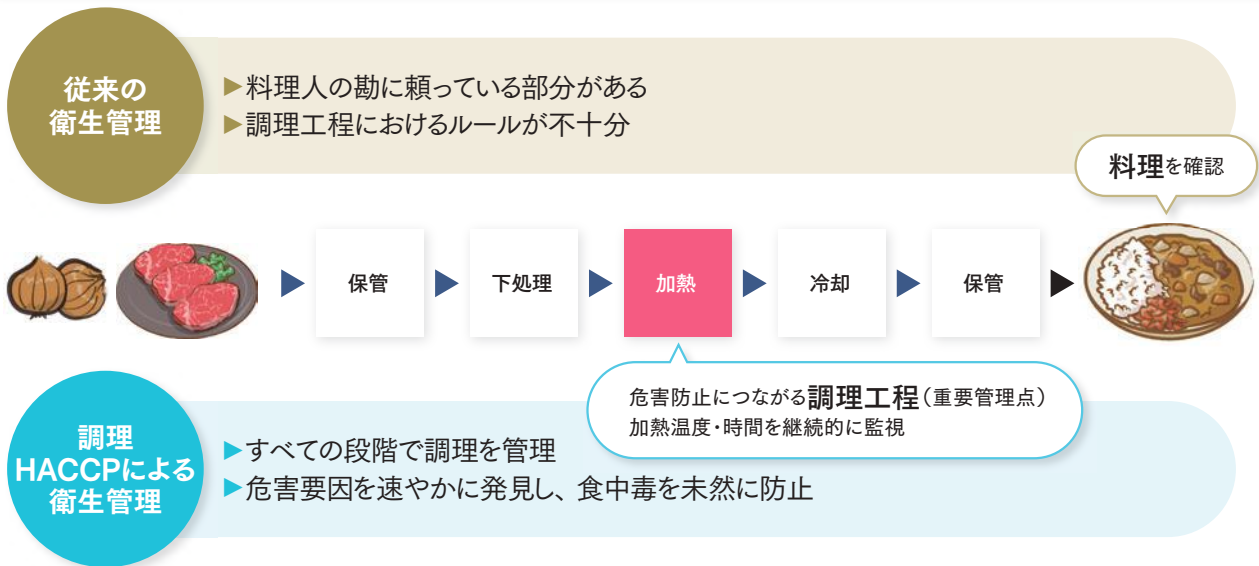 従来の
衛生管理
▶料理人の勘に頼っている部分がある
▶調理工程におけるルールが不十分
料理を確認
保管
下処理
加熱
冷却
保管
危害防止につながる調理工程（重要管理点）
加熱温度・時間を継続的に監視
調理
HACCPによる
衛生管理
▶すべての段階で調理を管理
▶危害要因を速やかに発見し、食中毒を未然に防止